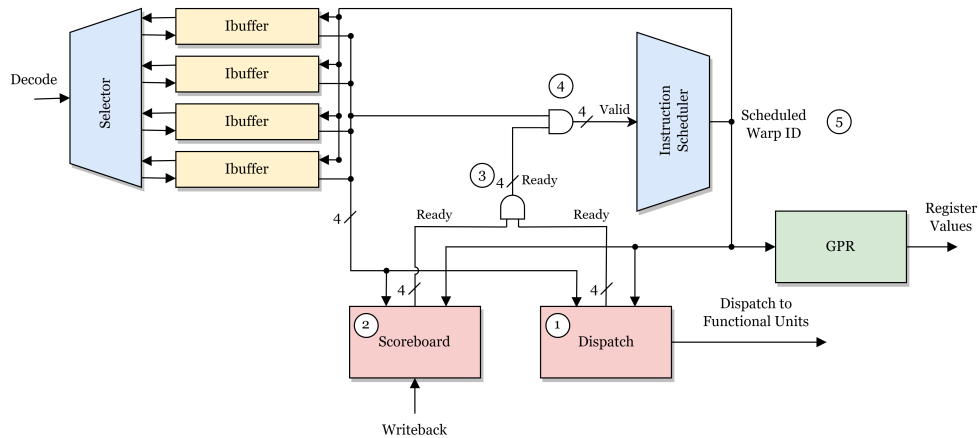 Decode
Selector
Ibuffer
Ibuffer
Ibuffer
Ibuffer
4
4
Valid
Instruction
Scheduler
Scheduled
Warp ID
5
3
4
Ready
4
Ready
Ready
GPR
Register
Values
4
4
2
Scoreboard
1
Dispatch
Dispatch to
Functional Units
Writeback